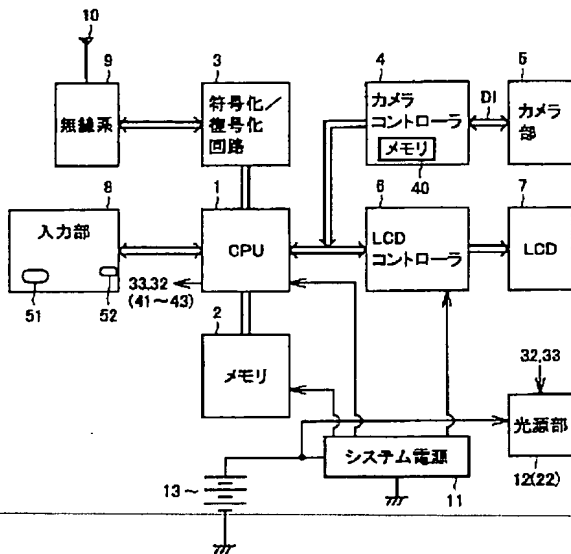 10
9
無線系
3
符号化／
復号化
回路
4
カメラ
コントローラ
メモリ
40
DI
5
カメラ部
8
入力部
51
52
1
CPU
33,32
(41～43)
6
LCD
コントローラ
7
LCD
2
メモリ
32,33
光源部
12(22)
システム電源
11
13